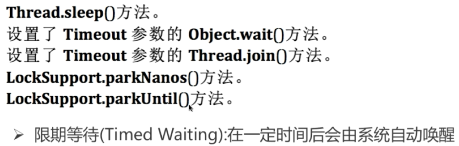 Thread.sleep()方法。
设置了 Timeout 参数的 Object.wait()方法。
设置了 Timeout 参数的 Thread.join()方法。
LockSupport.parkNanos()方法。
LockSupport.parkUntil()方法。
➢ 限期等待(Timed Waiting):在一定时间后会由系统自动唤醒